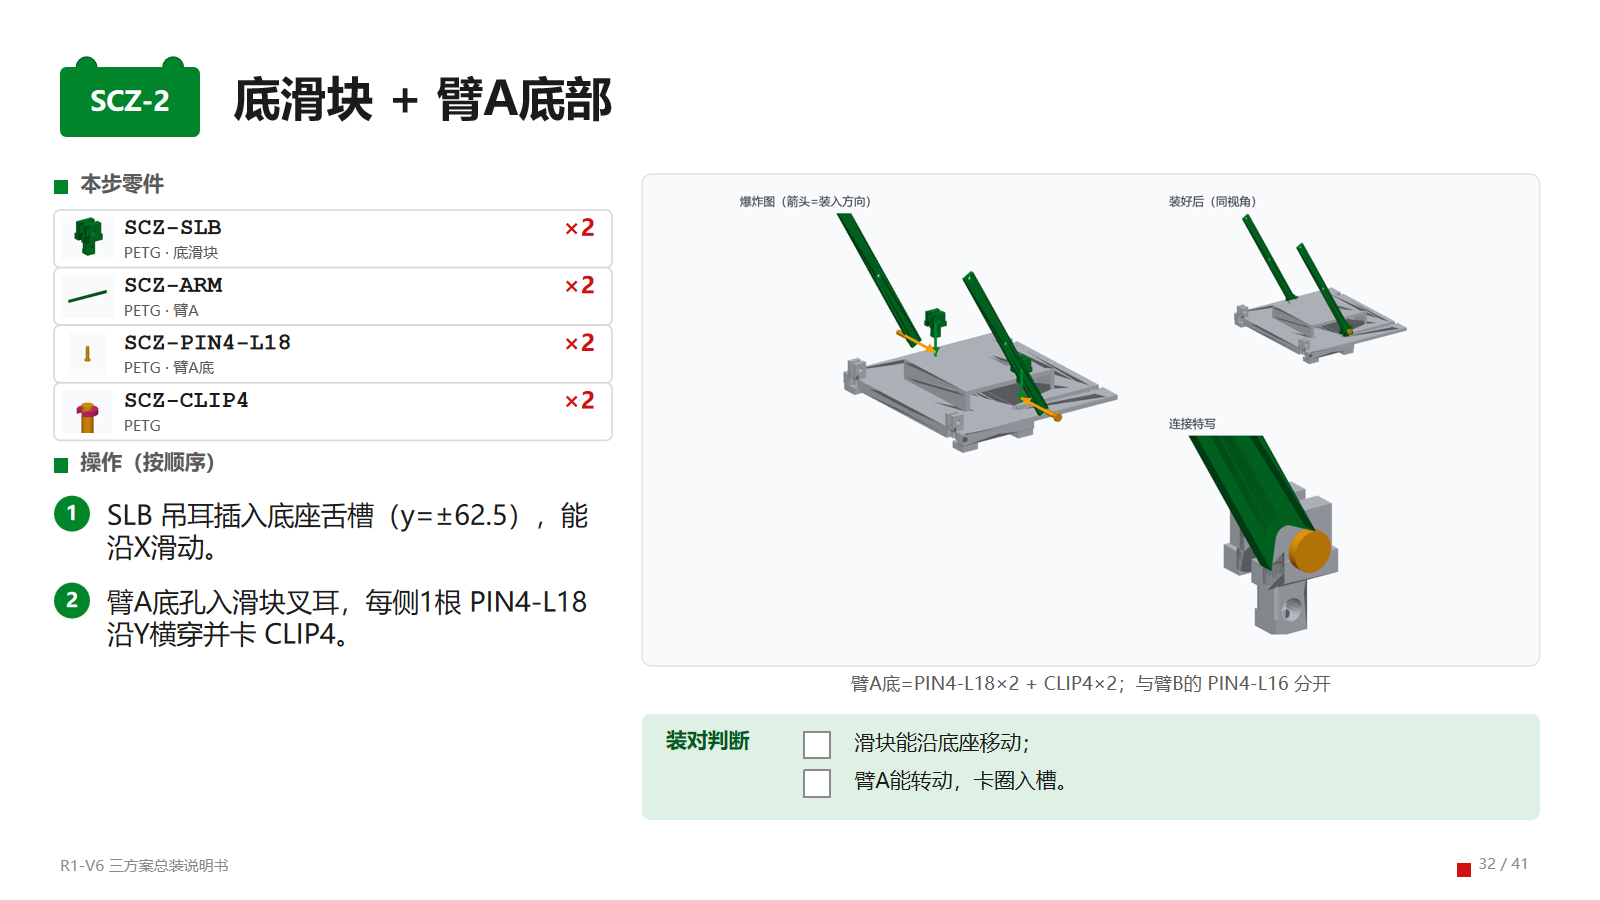 SCZ-2
底滑块 + 臂A底部
本步零件
SCZ-SLB ×2
PETG · 底滑块
SCZ-ARM ×2
PETG · 臂A
SCZ-PIN4-L18 ×2
PETG · 臂A底
SCZ-CLIP4 ×2
PETG
操作（按顺序）
1 SLB 吊耳插入底座舌槽（y=±62.5），能
沿X滑动。
2 臂A底孔入滑块叉耳，每侧1根 PIN4-L18
沿Y横穿并卡 CLIP4。
爆炸图（箭头=装入方向）
装好后（同视角）
连接特写
臂A底=PIN4-L18×2 + CLIP4×2；与臂B的 PIN4-L16 分开
装对判断
滑块能沿底座移动；
臂A能转动，卡圈入槽。
R1-V6 三方案总装说明书
32 / 41